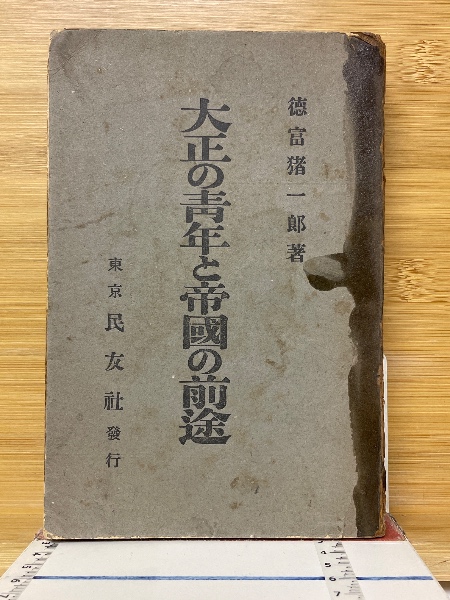 徳富猪一郎著
大正の青年と帝國の前途
東京民友社發行